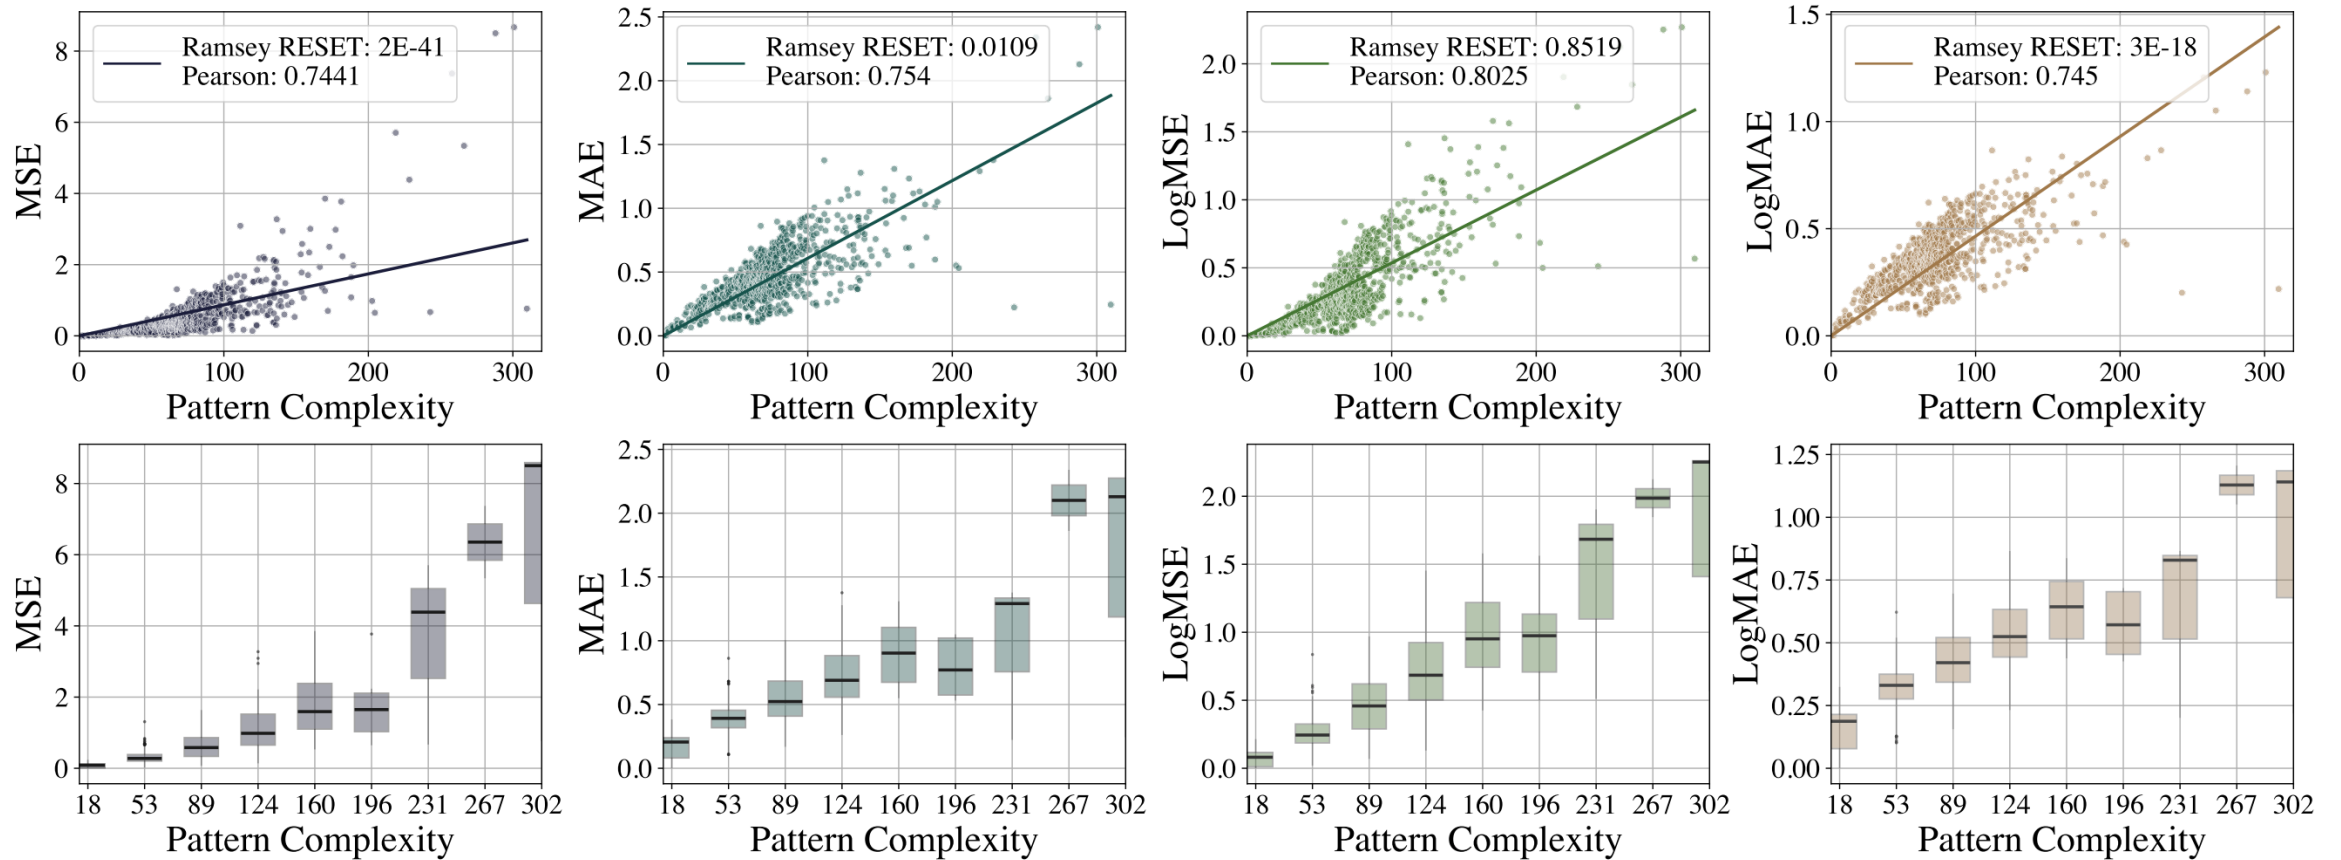 Ramsey RESET: 2E-41
Pearson: 0.7441
MSE
8
6
4
2
0
0 100 200 300
Pattern Complexity
Ramsey RESET: 0.0109
Pearson: 0.754
MAE
2.5
2.0
1.5
1.0
0.5
0.0
0 100 200 300
Pattern Complexity
Ramsey RESET: 0.8519
Pearson: 0.8025
LogMSE
2.0
1.5
1.0
0.5
0.0
0 100 200 300
Pattern Complexity
Ramsey RESET: 3E-18
Pearson: 0.745
LogMAE
1.5
1.0
0.5
0.0
0 100 200 300
Pattern Complexity
MSE
8
6
4
2
0
18 53 89 124 160 196 231 267 302
Pattern Complexity
MAE
2.5
2.0
1.5
1.0
0.5
0.0
18 53 89 124 160 196 231 267 302
Pattern Complexity
LogMSE
2.0
1.5
1.0
0.5
0.0
18 53 89 124 160 196 231 267 302
Pattern Complexity
LogMAE
1.25
1.00
0.75
0.50
0.25
0.00
18 53 89 124 160 196 231 267 302
Pattern Complexity